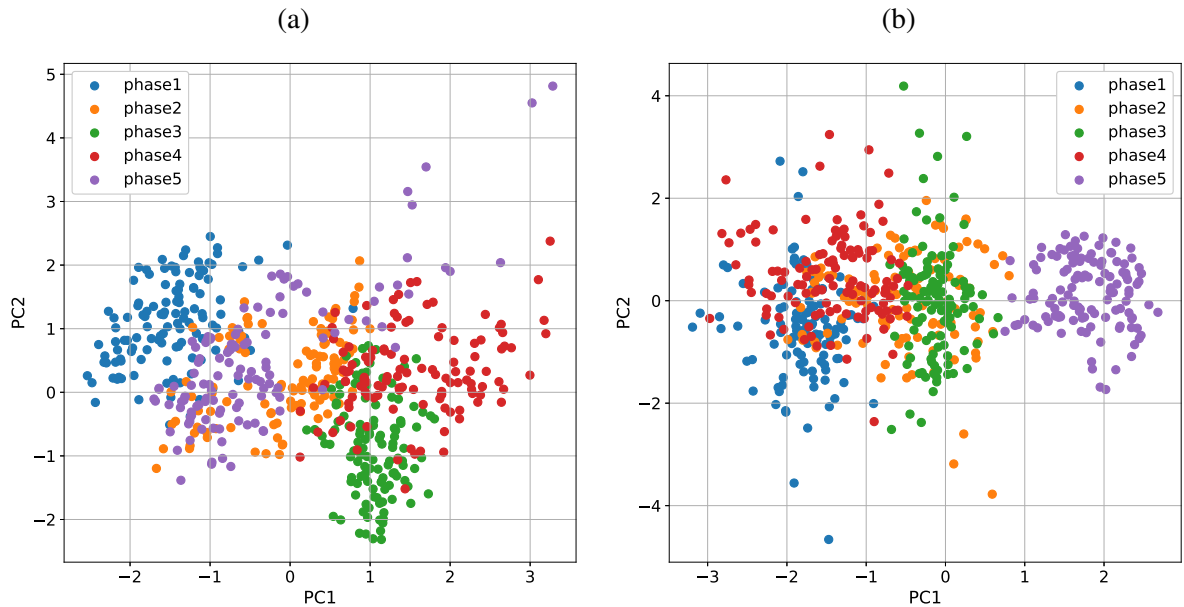 (a)
5
4
3
2
1
0
−1
−2
PC2
phase1
phase2
phase3
phase4
phase5
−2 −1 0 1 2 3
PC1
(b)
4
2
0
−2
−4
PC2
phase1
phase2
phase3
phase4
phase5
−3 −2 −1 0 1 2
PC1